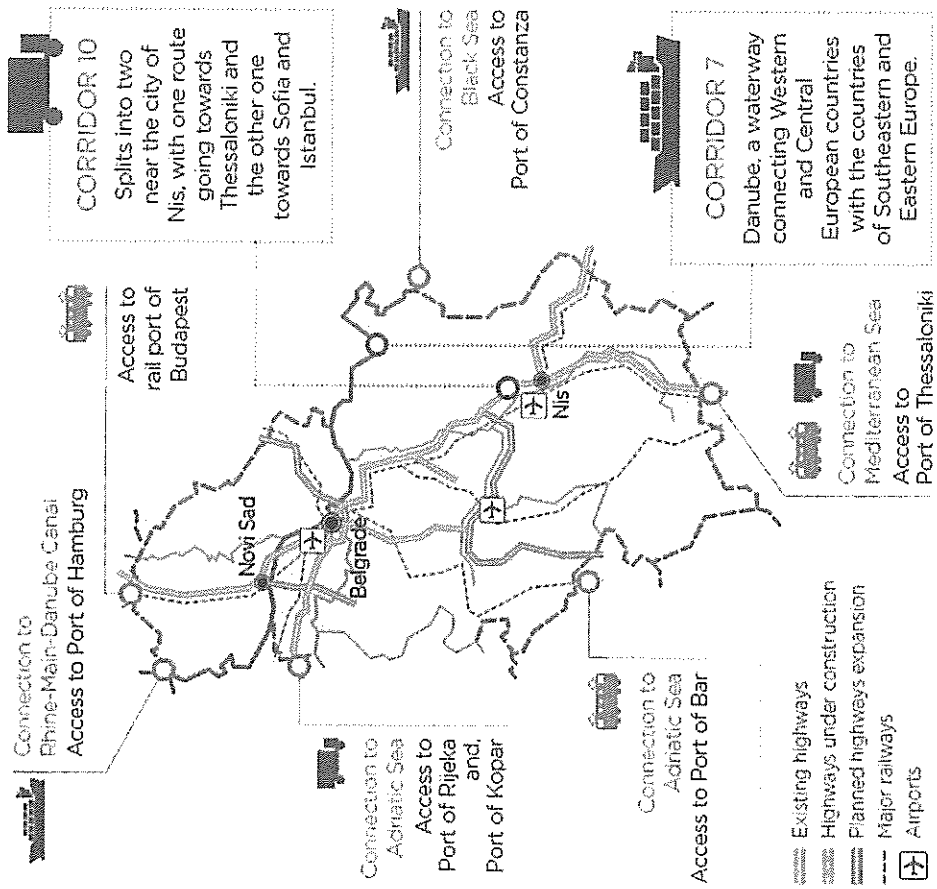 Connection to
Rhine-Main-Danube Canal
Access to Port of Hamburg
Access to
rail port of
Budapest
CORRIDOR 10
Splits into two
near the city of
Nis, with one route
going towards
Thessaloniki and
the other one
towards Sofia and
Istanbul.
Connection to
Black Sea
Access to
Port of Constanza
CORRIDOR 7
Danube, a waterway
connecting Western
and Central
European countries
with the countries
of Southeastern and
Eastern Europe.
Connection to
Mediterranean Sea
Access to
Port of Thessaloniki
Connection to
Adriatic Sea
Access to
Port of Rijeka
and,
Port of Kopar
Connection to
Adriatic Sea
Access to Port of Bar
Novi Sad
Belgrade
Nis
Existing highways
Highways under construction
Planned highways expansion
Major railways
Airports